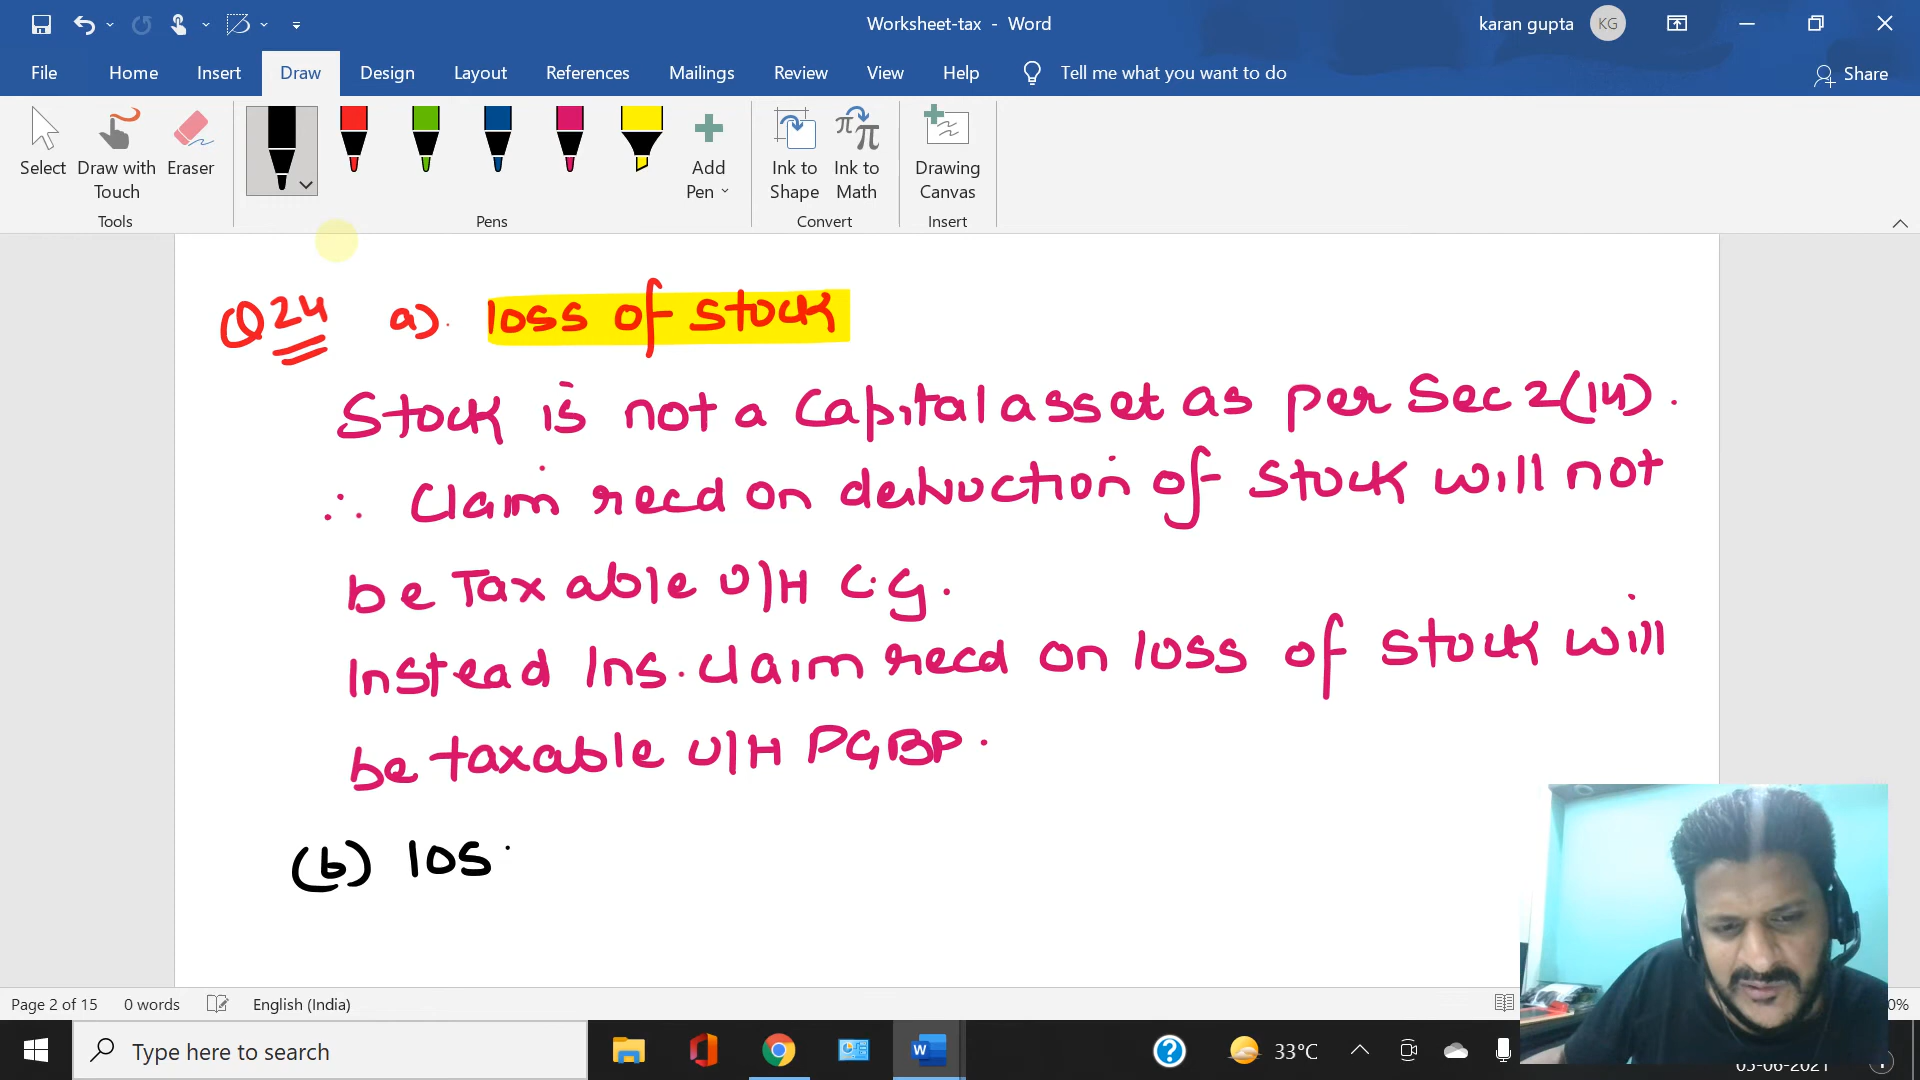 Worksheet-tax - Word
karan gupta KG
File Home Insert Draw Design Layout References Mailings Review View Help Tell me what you want to do Share
Select Draw with Touch Eraser Add Pen Ink to Shape Ink to Math Drawing Canvas
Tools Pens Convert Insert
Q24 a). loss of stock
Stock is not a capital asset as per Sec 2(14).
∴ Claim recd on destruction of stock will not
be Taxable U/H C.G.
Instead Ins. claim recd on loss of stock will
be taxable U/H PGBP.
(b) los
Page 2 of 15 0 words English (India) 0%
Type here to search
33°C
05-06-2021